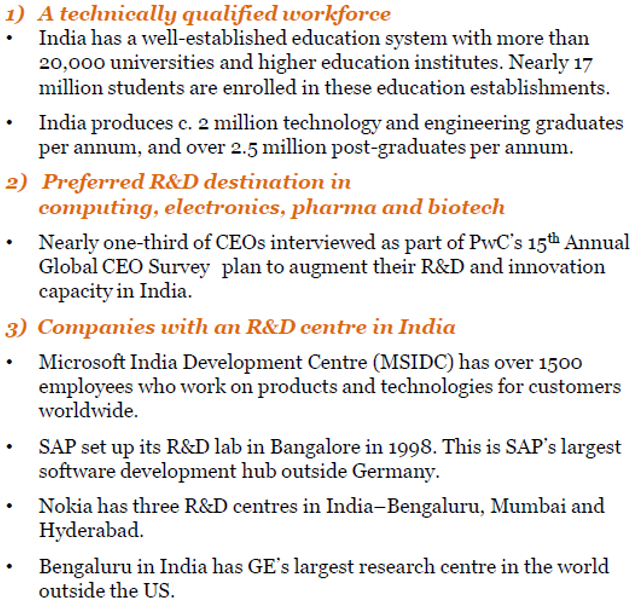 1) A technically qualified workforce
• India has a well-established education system with more than
20,000 universities and higher education institutes. Nearly 17
million students are enrolled in these education establishments.
• India produces c. 2 million technology and engineering graduates
per annum, and over 2.5 million post-graduates per annum.
2) Preferred R&D destination in
computing, electronics, pharma and biotech
• Nearly one-third of CEOs interviewed as part of PwC's 15th Annual
Global CEO Survey plan to augment their R&D and innovation
capacity in India.
3) Companies with an R&D centre in India
• Microsoft India Development Centre (MSIDC) has over 1500
employees who work on products and technologies for customers
worldwide.
• SAP set up its R&D lab in Bangalore in 1998. This is SAP's largest
software development hub outside Germany.
• Nokia has three R&D centres in India–Bengaluru, Mumbai and
Hyderabad.
• Bengaluru in India has GE's largest research centre in the world
outside the US.